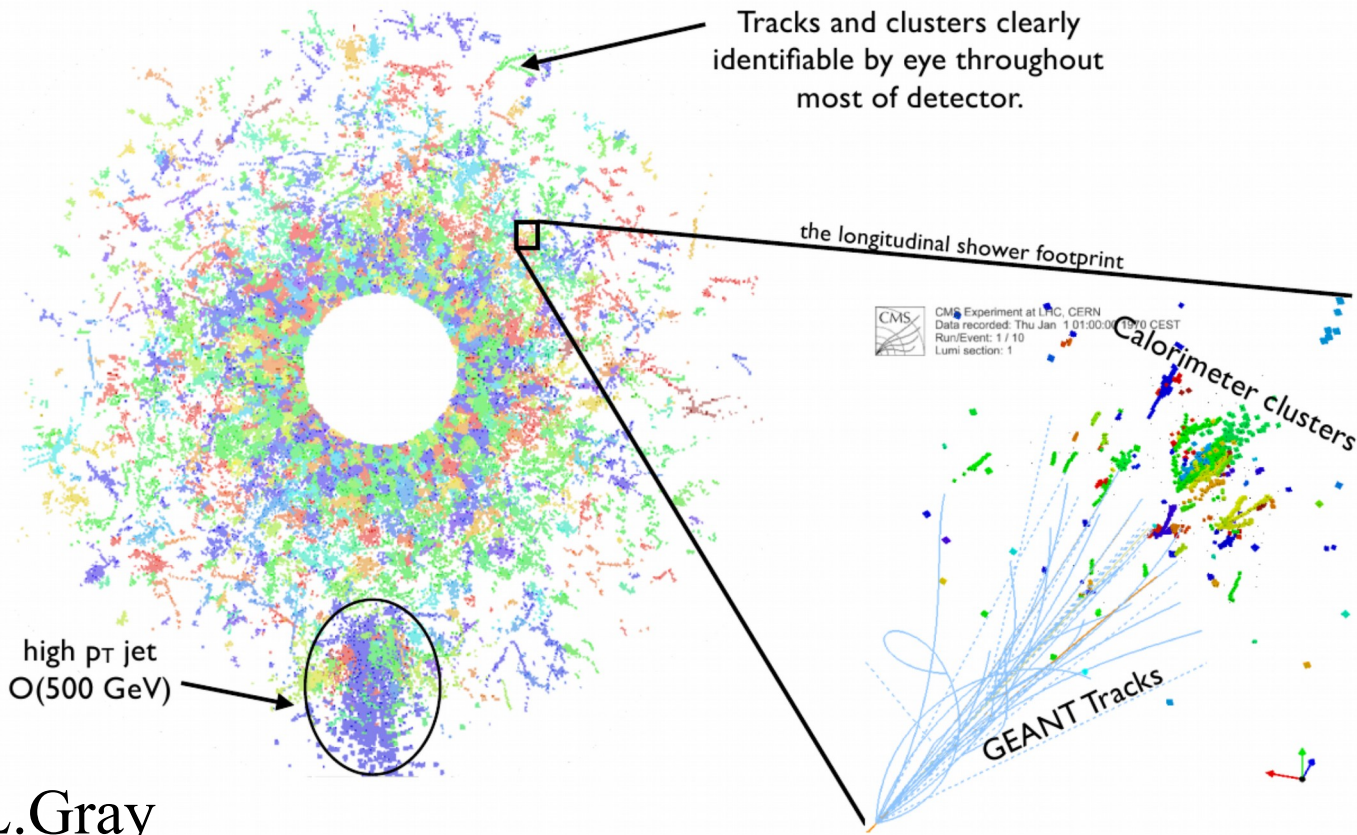 Tracks and clusters clearly
identifiable by eye throughout
most of detector.
the longitudinal shower footprint
CMS
CMS Experiment at LHC, CERN
Data recorded: Thu Jan 1 01:00:00 1970 CEST
Run/Event: 1 / 10
Lumi section: 1
Calorimeter clusters
high pT jet
O(500 GeV)
GEANT Tracks
L.Gray